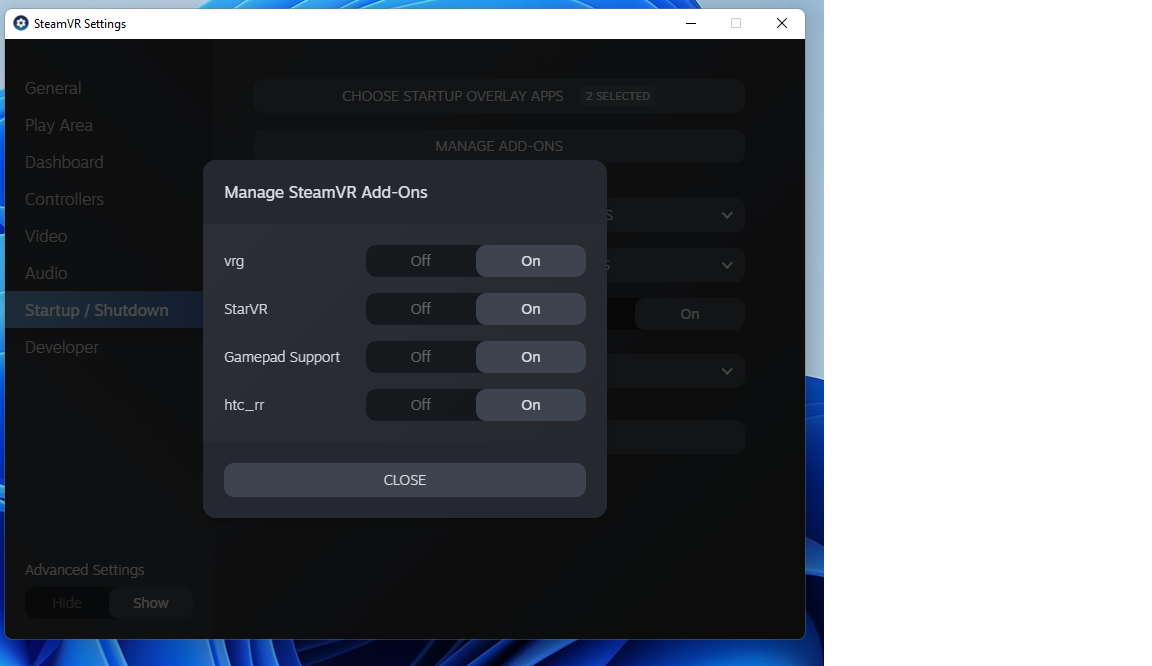 SteamVR Settings
General
Play Area
Dashboard
Controllers
Video
Audio
Startup / Shutdown
Developer
CHOOSE STARTUP OVERLAY APPS 2 SELECTED
MANAGE ADD-ONS
S
S
On
Manage SteamVR Add-Ons
vrg Off On
StarVR Off On
Gamepad Support Off On
htc_rr Off On
CLOSE
Advanced Settings
Hide Show